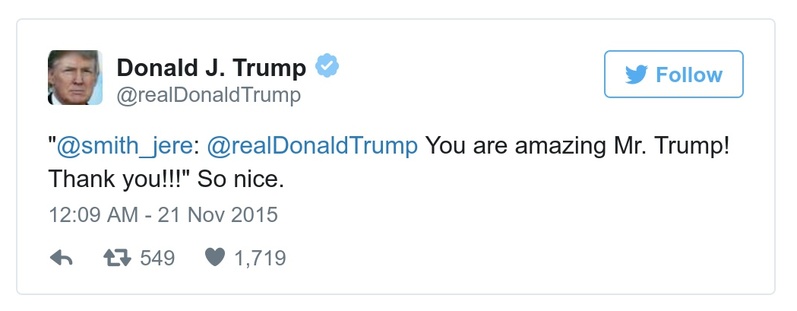 Donald J. Trump
@realDonaldTrump
Follow
"@smith_jere: @realDonaldTrump You are amazing Mr. Trump!
Thank you!!!" So nice.
12:09 AM - 21 Nov 2015
549 1,719